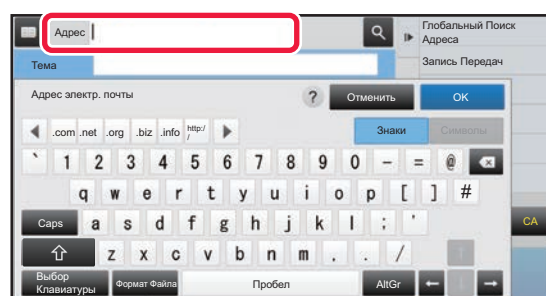 Адрес
Глобальный Поиск
Адреса
Тема
Запись Передач
Адрес электр. почты
?
Отменить
OK
.com .net .org .biz .info http:/
/
Знаки
Символы
` 1 2 3 4 5 6 7 8 9 0 - = @
q w e r t y u i o p [ ] #
Caps a s d f g h j k l ; '
CA
z x c v b n m , . /
Выбор
Клавиатуры
Формат Файла
Пробел
AltGr